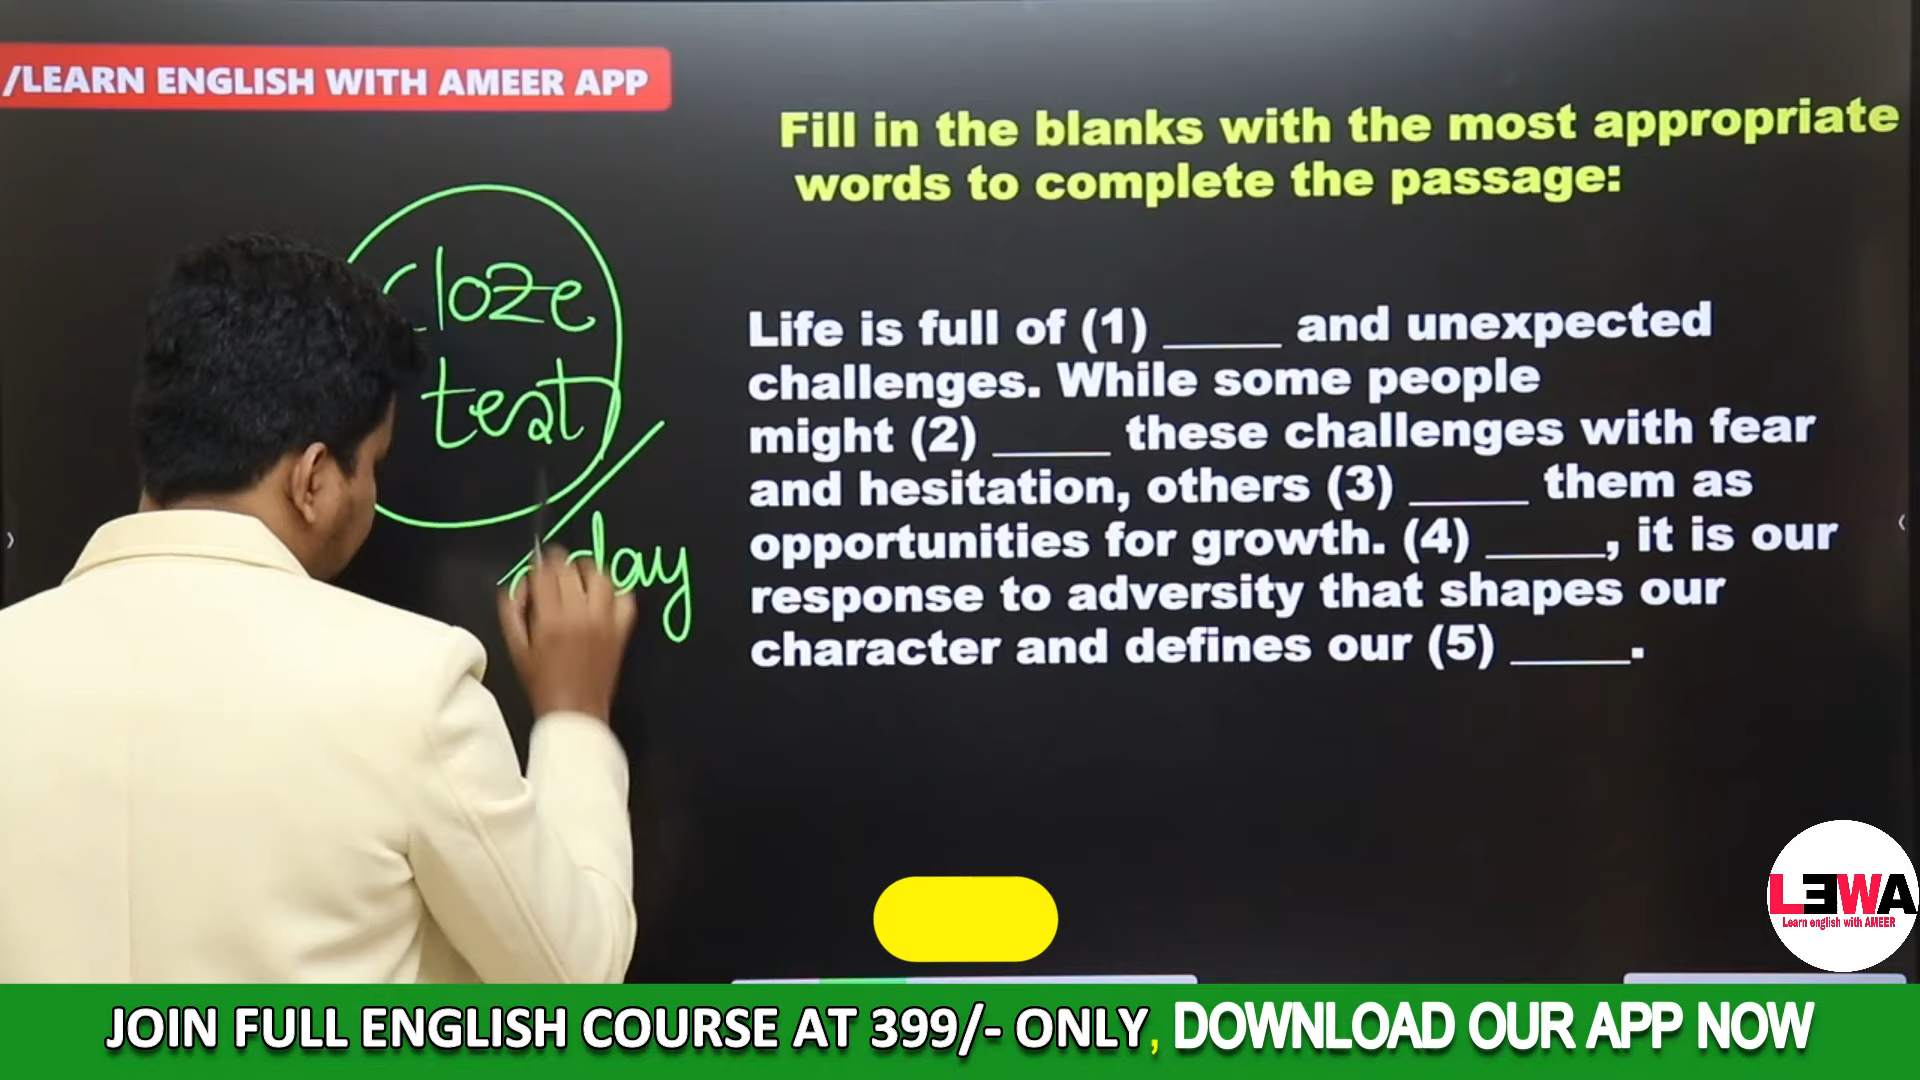 /LEARN ENGLISH WITH AMEER APP
Fill in the blanks with the most appropriate
words to complete the passage:
Cloze
test
day
Life is full of (1) _____ and unexpected
challenges. While some people
might (2) _____ these challenges with fear
and hesitation, others (3) _____ them as
opportunities for growth. (4) _____, it is our
response to adversity that shapes our
character and defines our (5) _____.
LEWA
Learn english with AMEER
JOIN FULL ENGLISH COURSE AT 399/- ONLY, DOWNLOAD OUR APP NOW